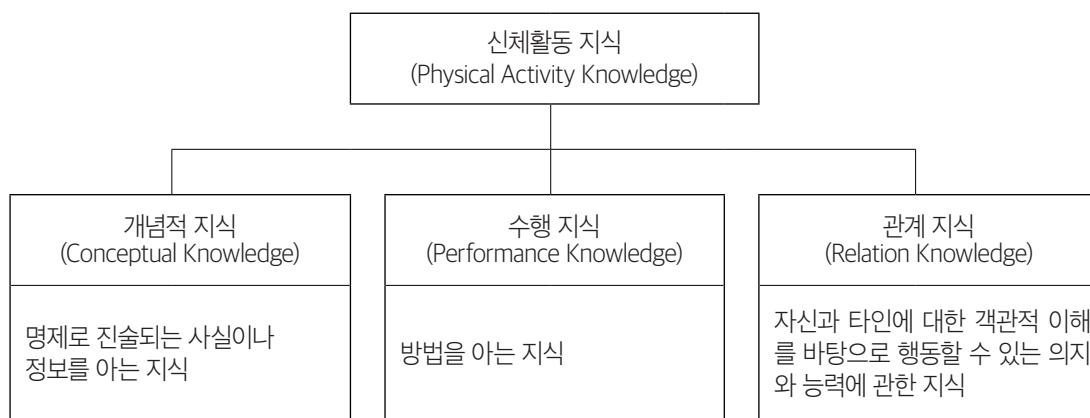 신체활동 지식
(Physical Activity Knowledge)
개념적 지식
(Conceptual Knowledge)
명제로 진술되는 사실이나
정보를 아는 지식
수행 지식
(Performance Knowledge)
방법을 아는 지식
관계 지식
(Relation Knowledge)
자신과 타인에 대한 객관적 이해
를 바탕으로 행동할 수 있는 의지
와 능력에 관한 지식